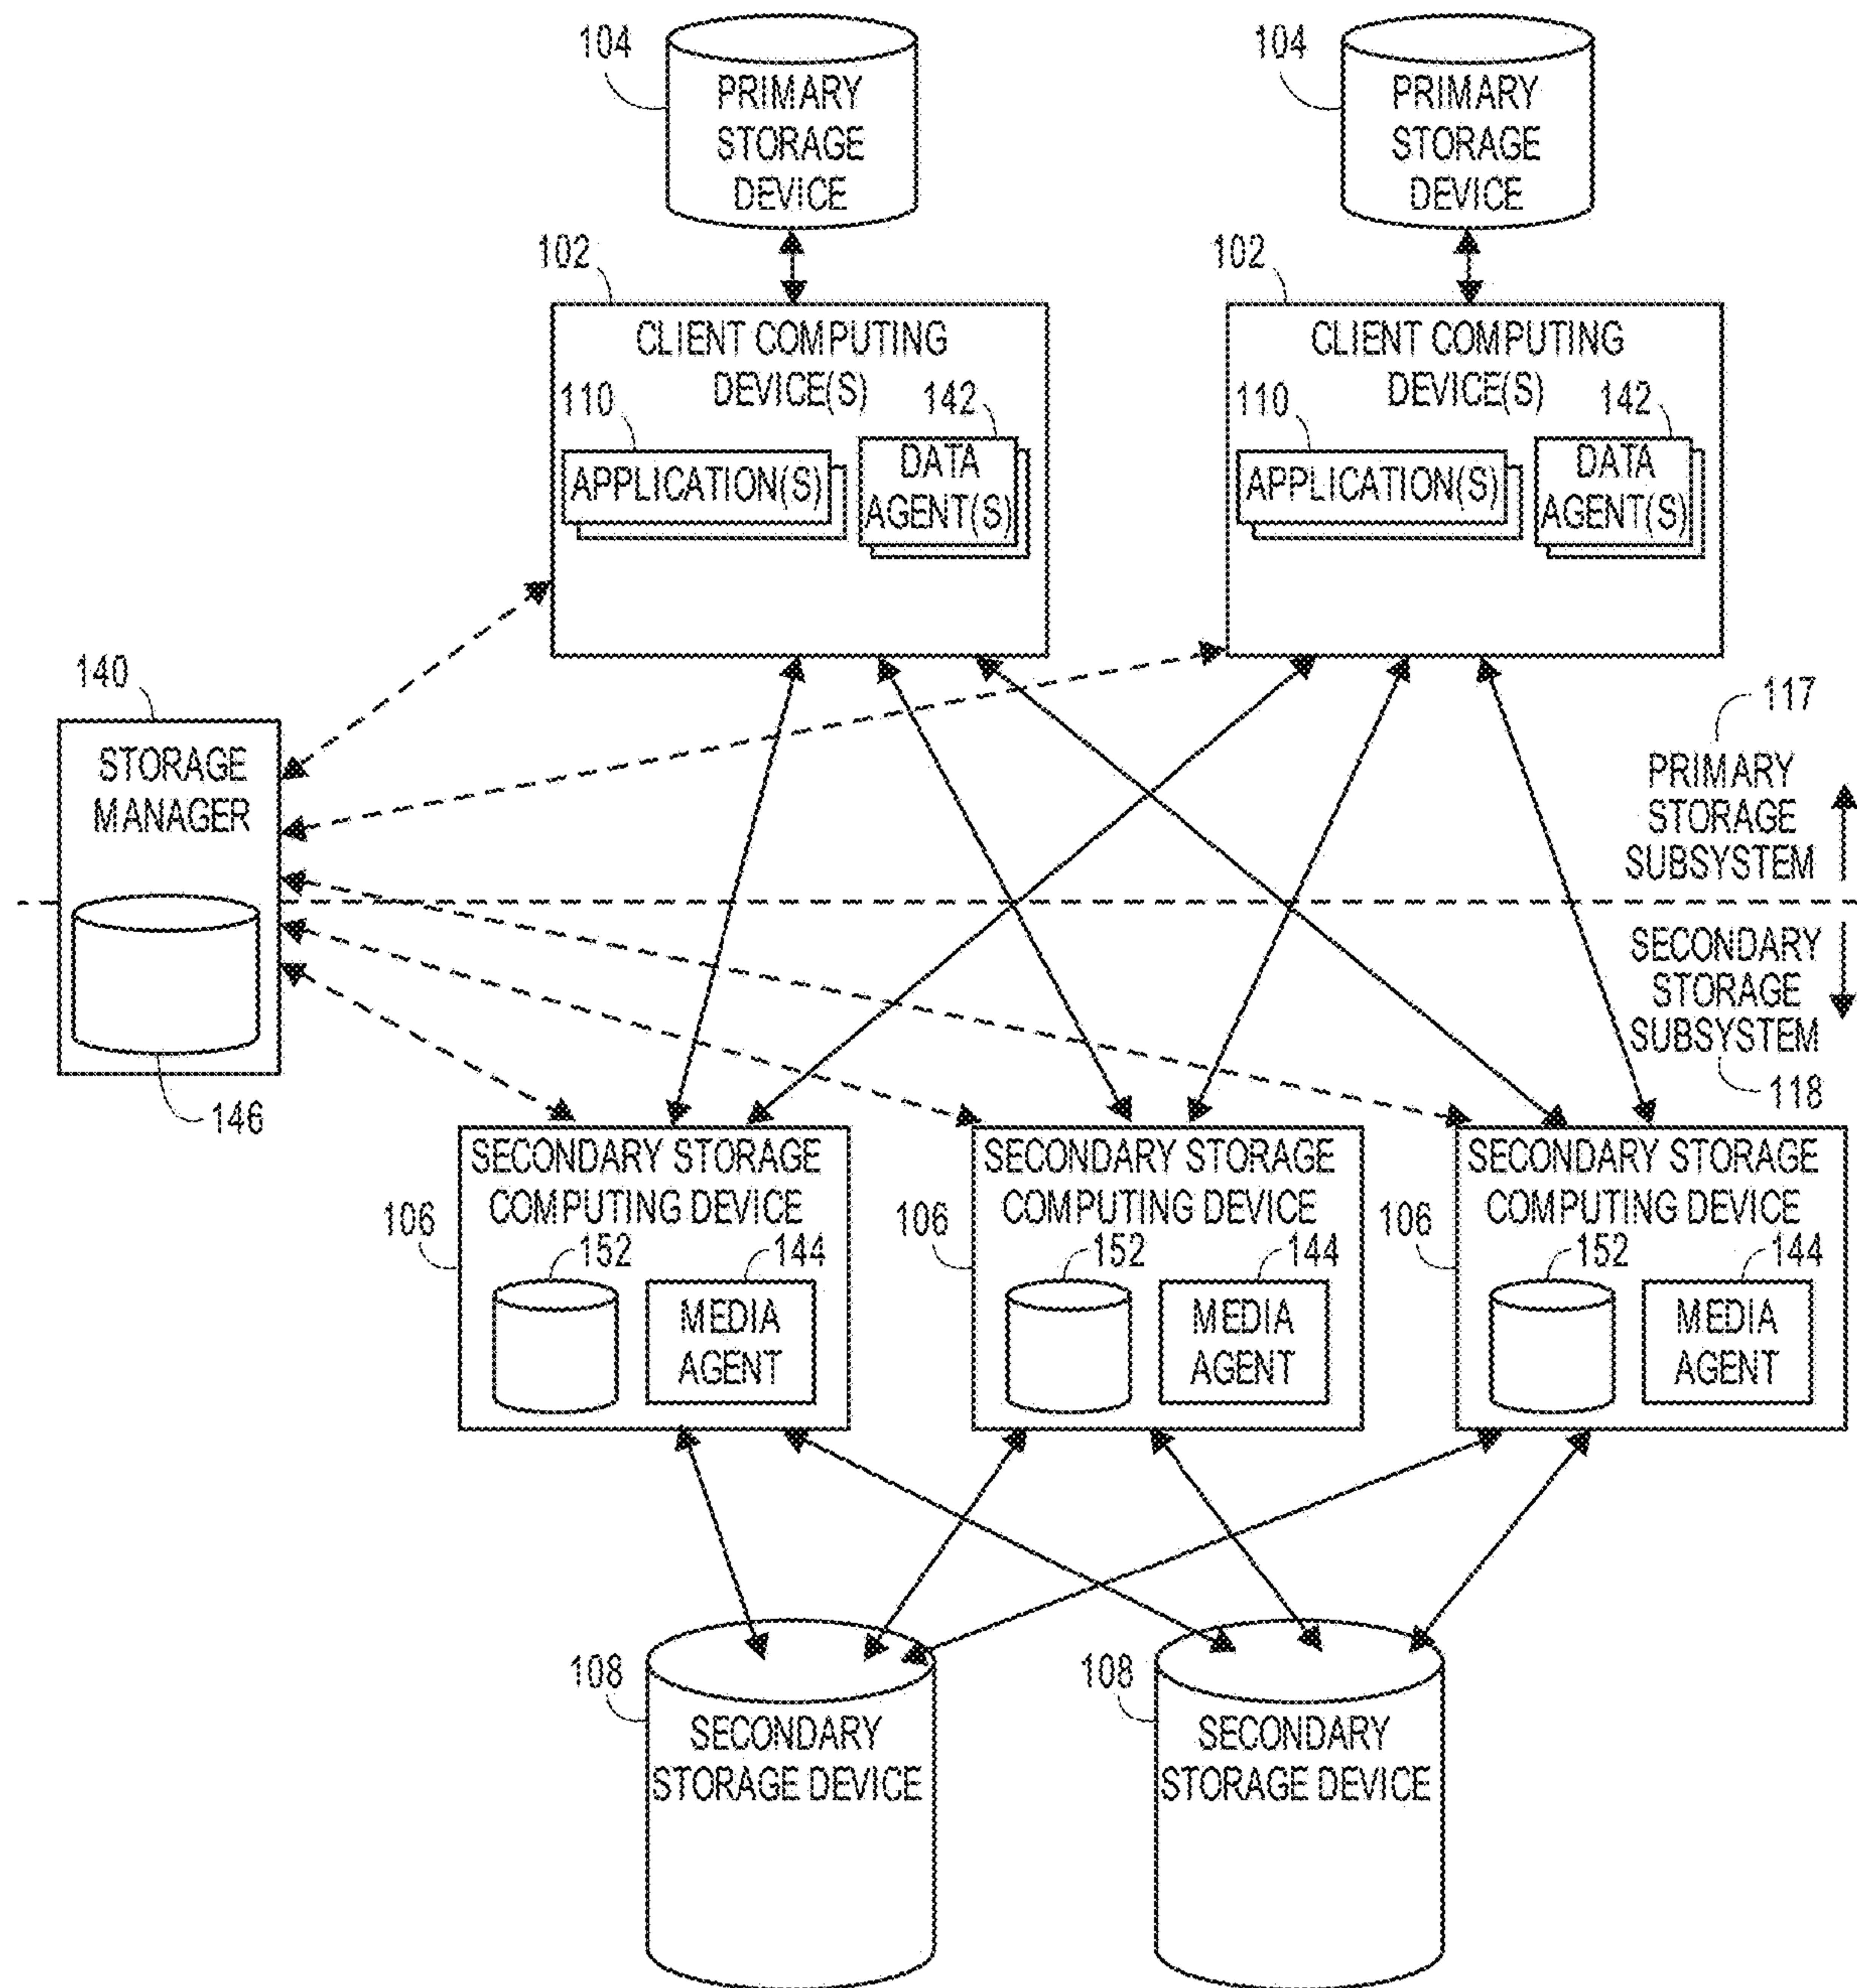 104
PRIMARY
STORAGE
DEVICE
104
PRIMARY
STORAGE
DEVICE
102
CLIENT COMPUTING
DEVICE(S)
110
142
APPLICATION(S)
DATA
AGENT(S)
102
CLIENT COMPUTING
DEVICE(S)
110
142
APPLICATION(S)
DATA
AGENT(S)
140
STORAGE
MANAGER
146
117
PRIMARY
STORAGE
SUBSYSTEM
SECONDARY
STORAGE
SUBSYSTEM
118
106
SECONDARY STORAGE
COMPUTING DEVICE
152
144
MEDIA
AGENT
106
SECONDARY STORAGE
COMPUTING DEVICE
152
144
MEDIA
AGENT
106
SECONDARY STORAGE
COMPUTING DEVICE
152
144
MEDIA
AGENT
108
SECONDARY
STORAGE DEVICE
108
SECONDARY
STORAGE DEVICE